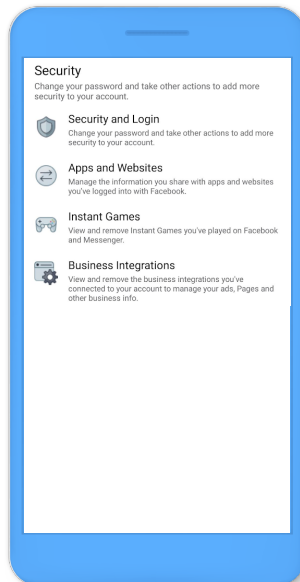 Security
Change your password and take other actions to add more
security to your account.
Security and Login
Change your password and take other actions to add more
security to your account.
Apps and Websites
Manage the information you share with apps and websites
you've logged into with Facebook.
Instant Games
View and remove Instant Games you've played on Facebook
and Messenger.
Business Integrations
View and remove the business integrations you've
connected to your account to manage your ads, Pages and
other business info.